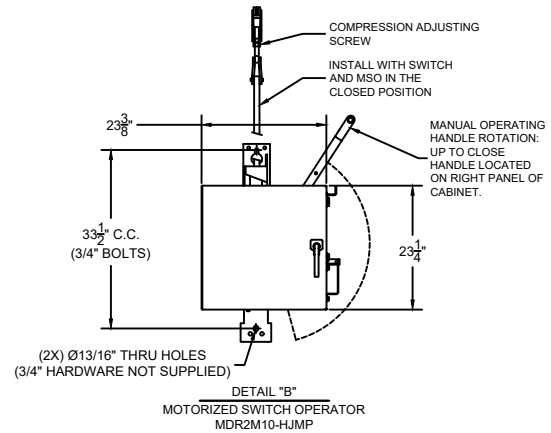 COMPRESSION ADJUSTING
SCREW
INSTALL WITH SWITCH
AND MSO IN THE
CLOSED POSITION
23 3/8"
MANUAL OPERATING
HANDLE ROTATION:
UP TO CLOSE
HANDLE LOCATED
ON RIGHT PANEL OF
CABINET.
33 1/2" C.C.
(3/4" BOLTS)
23 1/4"
(2X) Ø13/16" THRU HOLES
(3/4" HARDWARE NOT SUPPLIED)
DETAIL "B"
MOTORIZED SWITCH OPERATOR
MDR2M10-HJMP